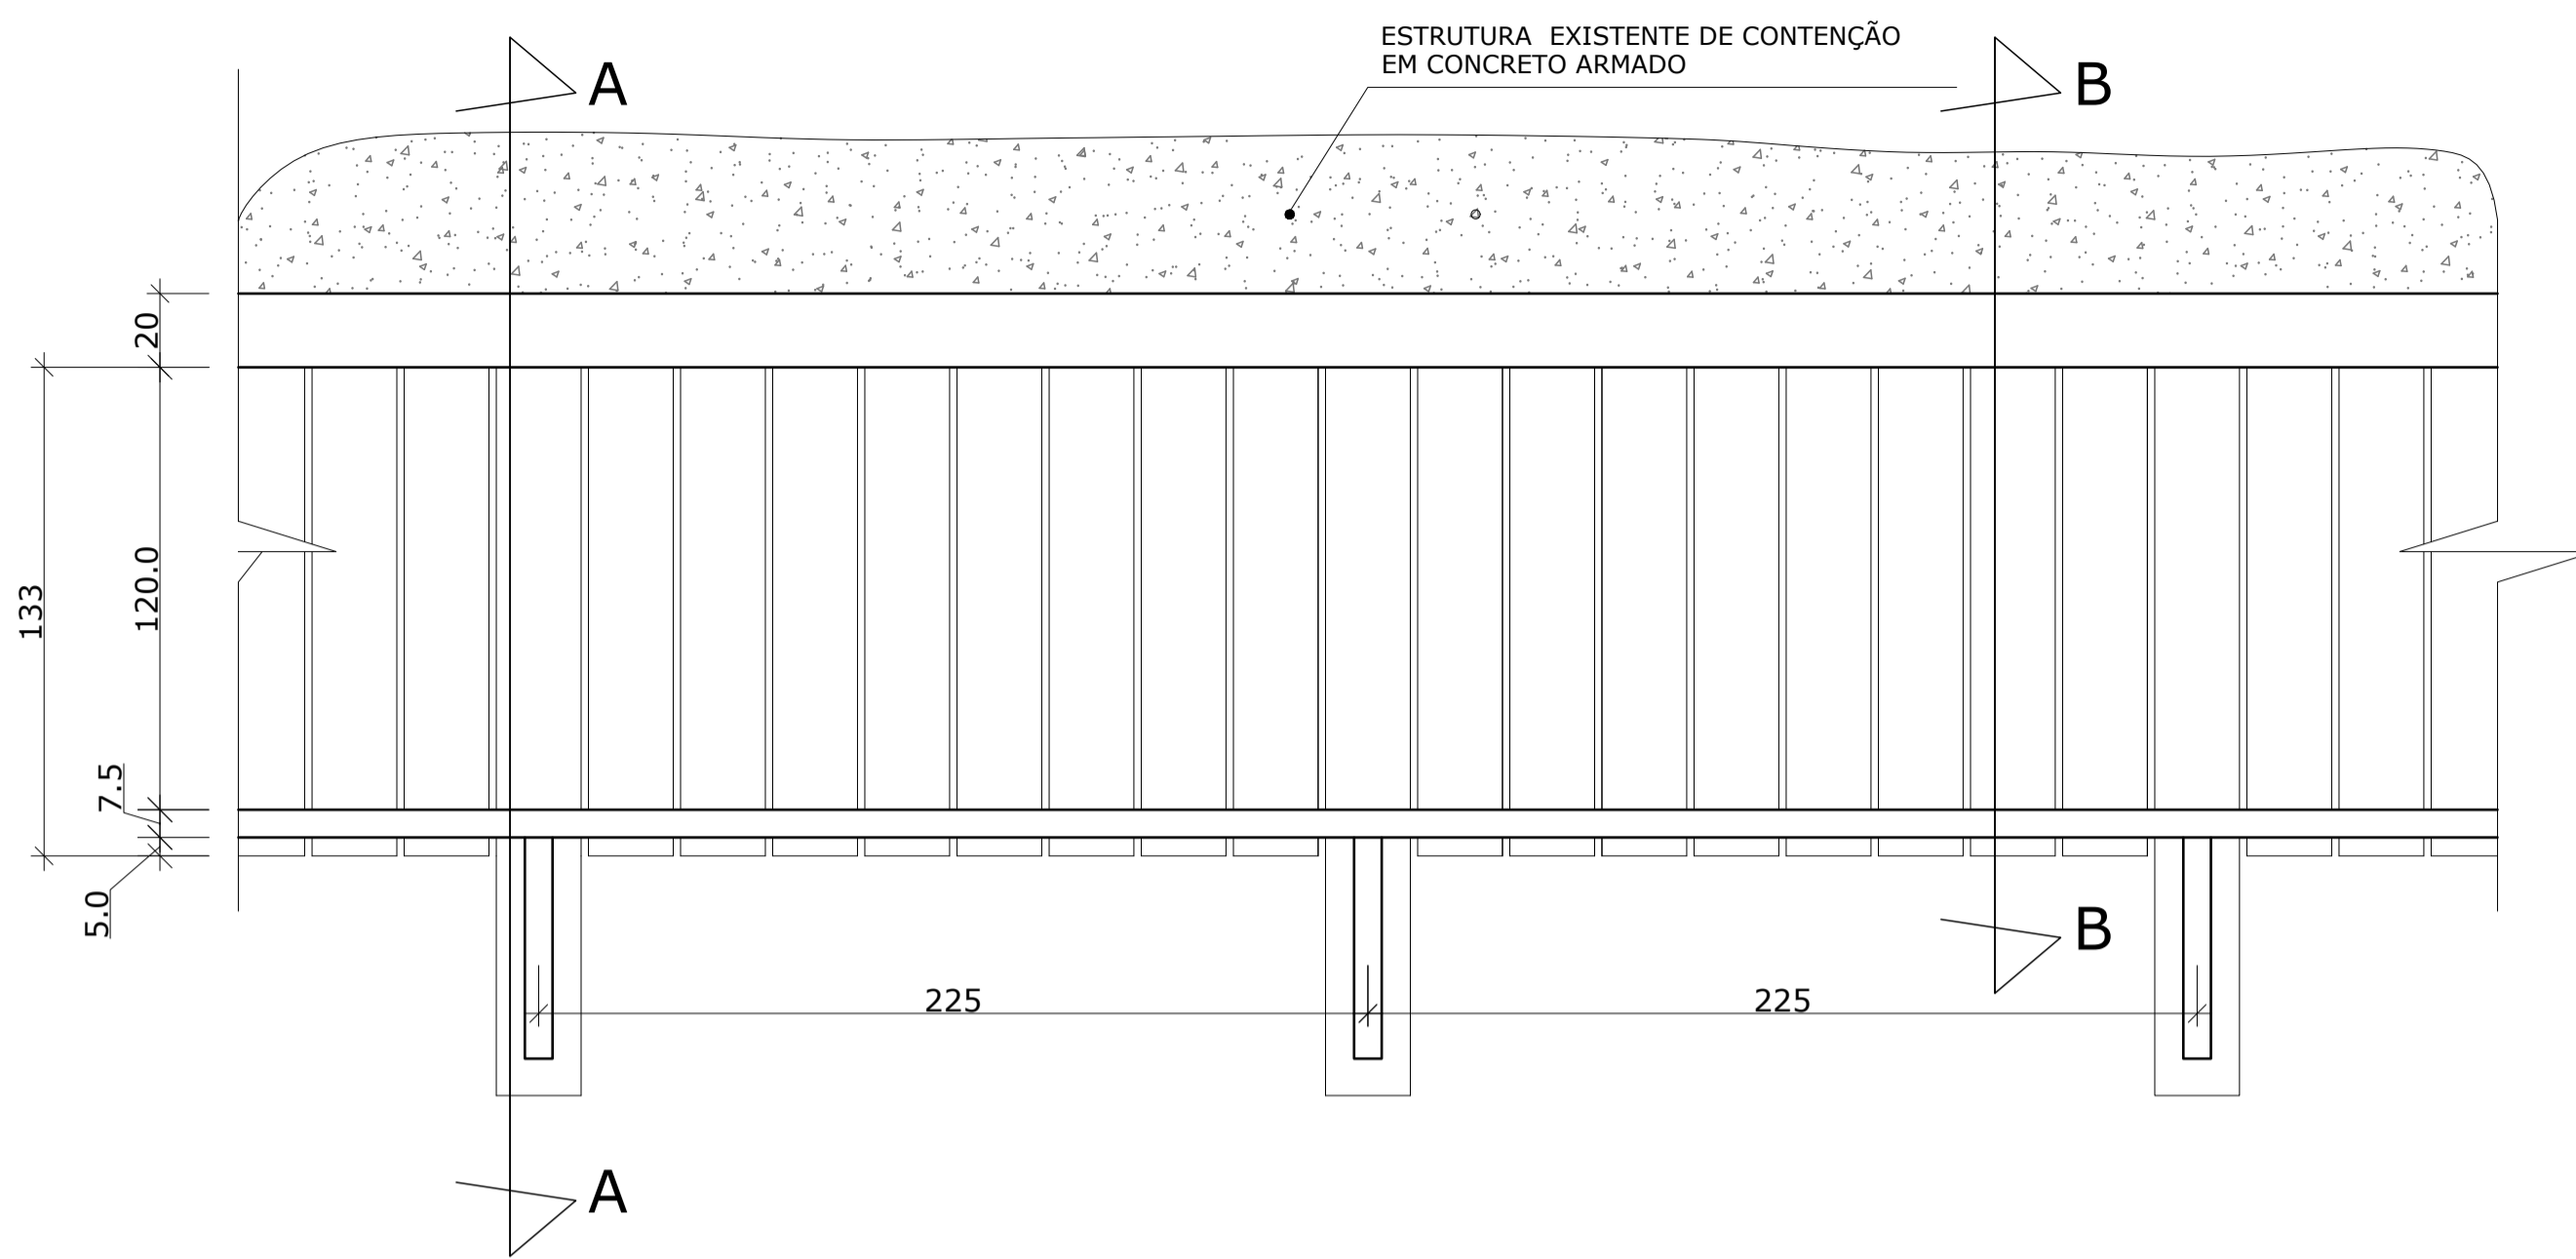 ESTRUTURA  EXISTENTE DE CONTENÇÃO
EM CONCRETO ARMADO
A
B
20
120.0
133
7.5
5.0
B
225
225
A